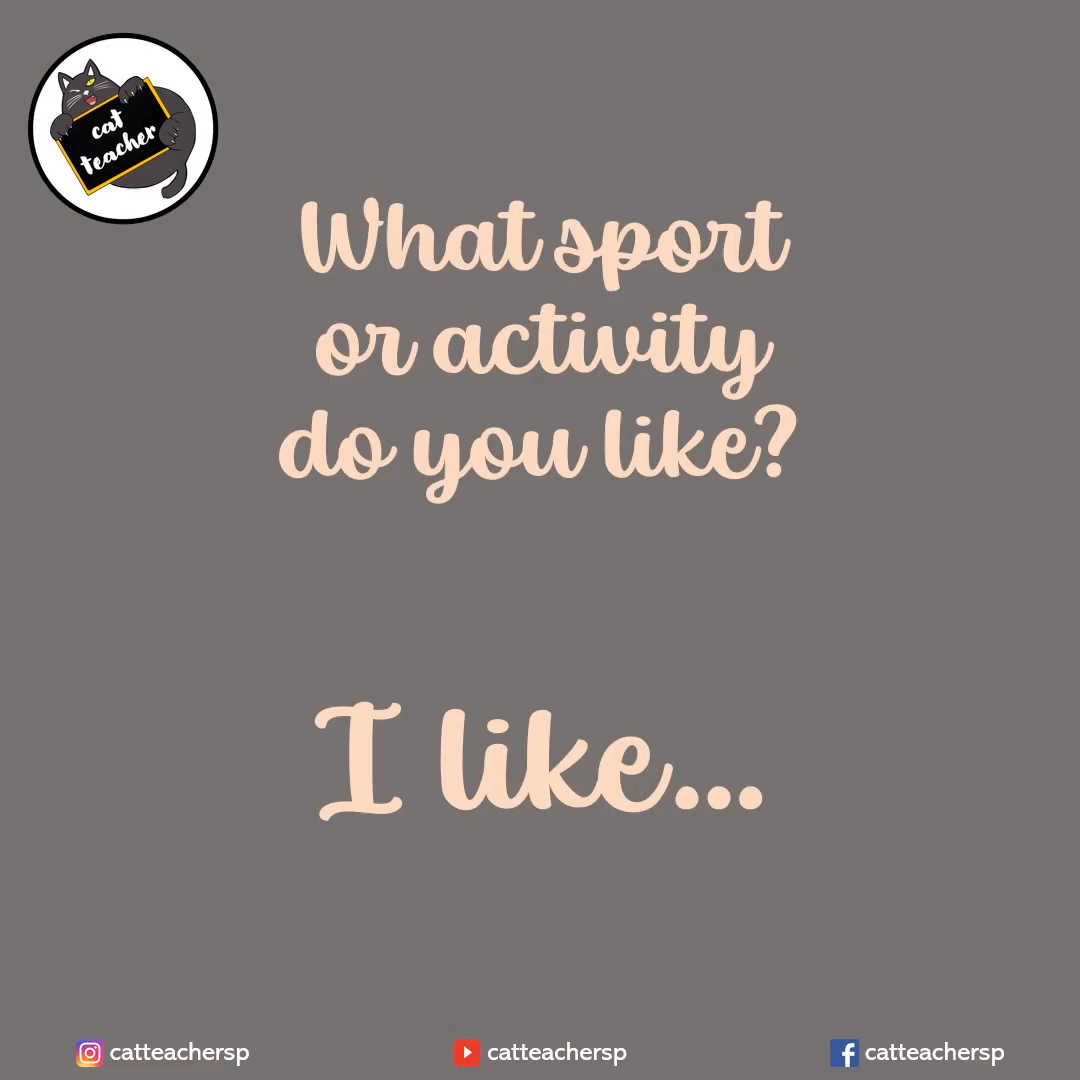 cat
teacher
What sport
or activity
do you like?
I like...
catteachersp
catteachersp
catteachersp